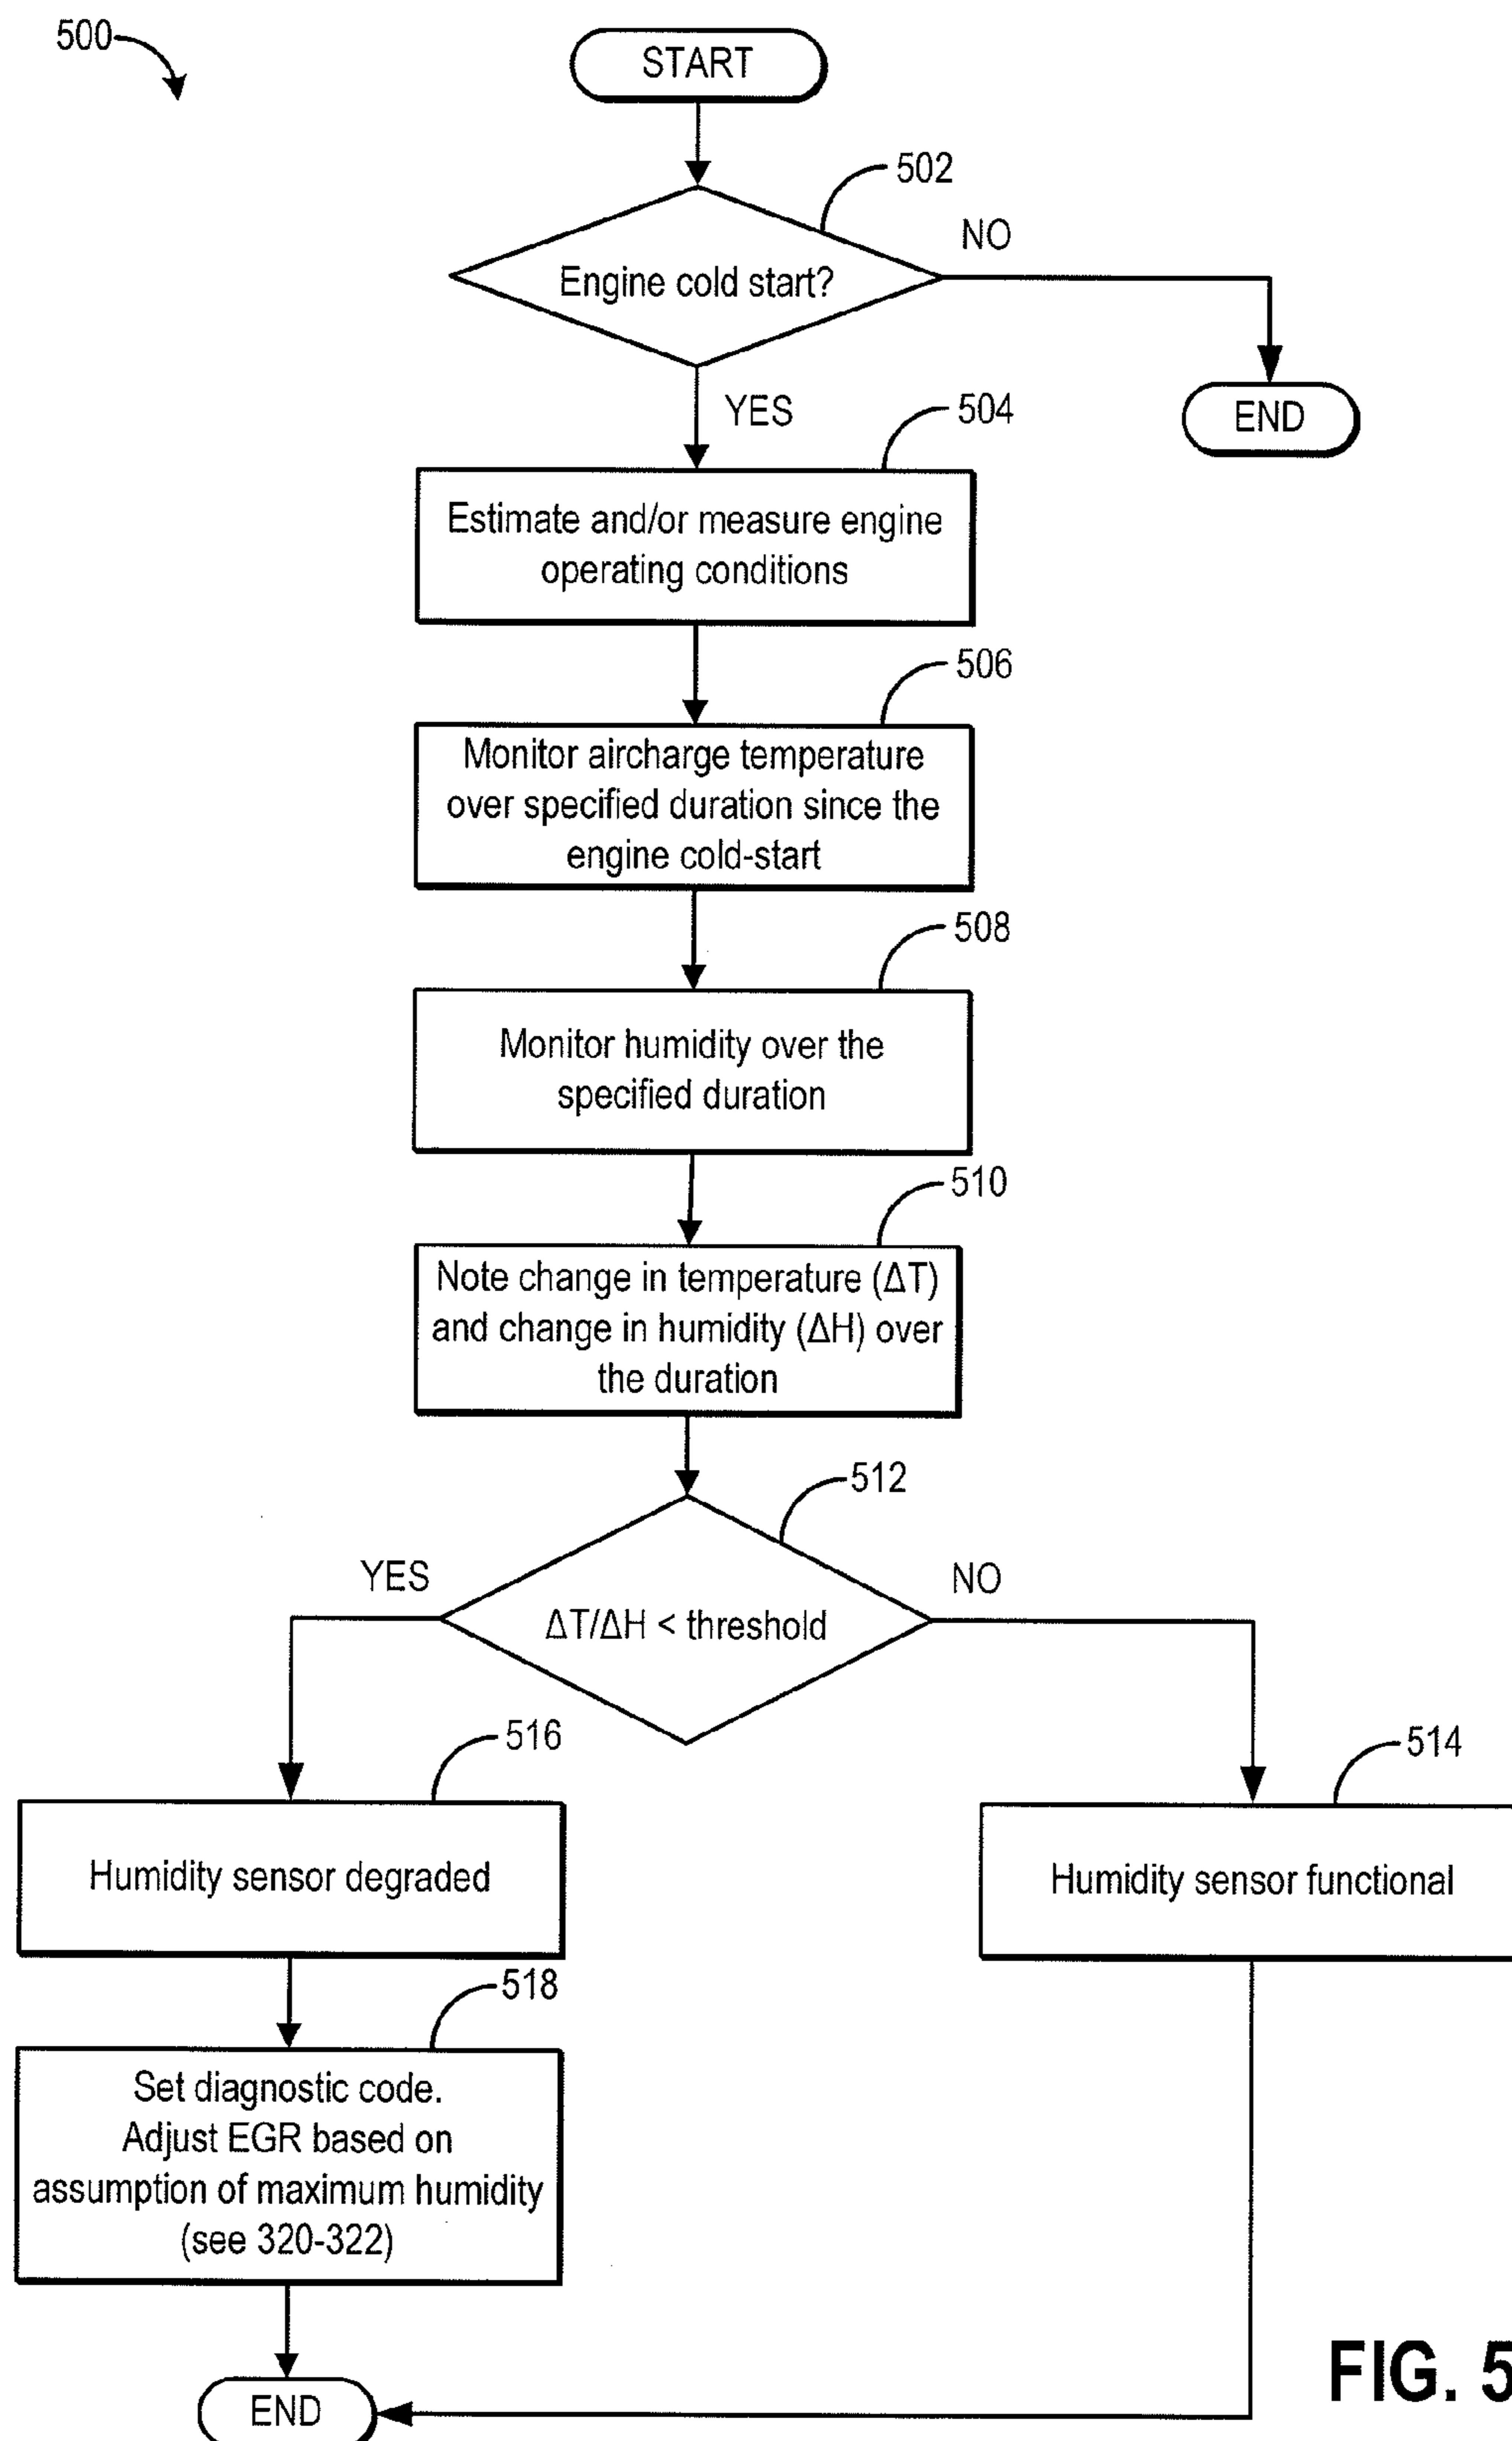 500
START
502
Engine cold start?
NO
END
YES
504
Estimate and/or measure engine
operating conditions
506
Monitor aircharge temperature
over specified duration since the
engine cold-start
508
Monitor humidity over the
specified duration
510
Note change in temperature (ΔT)
and change in humidity (ΔH) over
the duration
512
YES
NO
ΔT/ΔH < threshold
516
Humidity sensor degraded
514
Humidity sensor functional
518
Set diagnostic code.
Adjust EGR based on
assumption of maximum humidity
(see 320-322)
END
FIG. 5